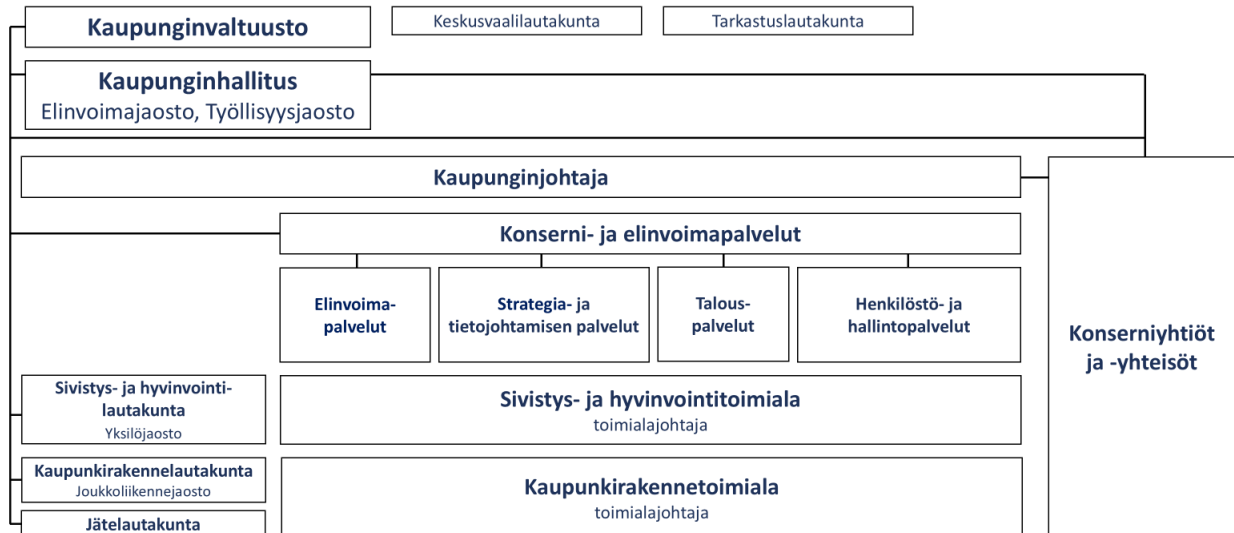 Kaupunginvaltuusto
Keskusvaalilautakunta
Tarkastuslautakunta
Kaupunginhallitus
Elinvoimajaosto, Työllisyysjaosto
Kaupunginjohtaja
Konserni- ja elinvoimapalvelut
Elinvoima-
palvelut
Strategia- ja
tietojohtamisen palvelut
Talous-
palvelut
Henkilöstö- ja
hallintopalvelut
Konserniyhtiöt
ja -yhteisöt
Sivistys- ja hyvinvointi-
lautakunta
Yksilöjaosto
Sivistys- ja hyvinvointitoimiala
toimialajohtaja
Kaupunkirakennelautakunta
Joukkoliikennejaosto
Kaupunkirakennetoimiala
toimialajohtaja
Jätelautakunta